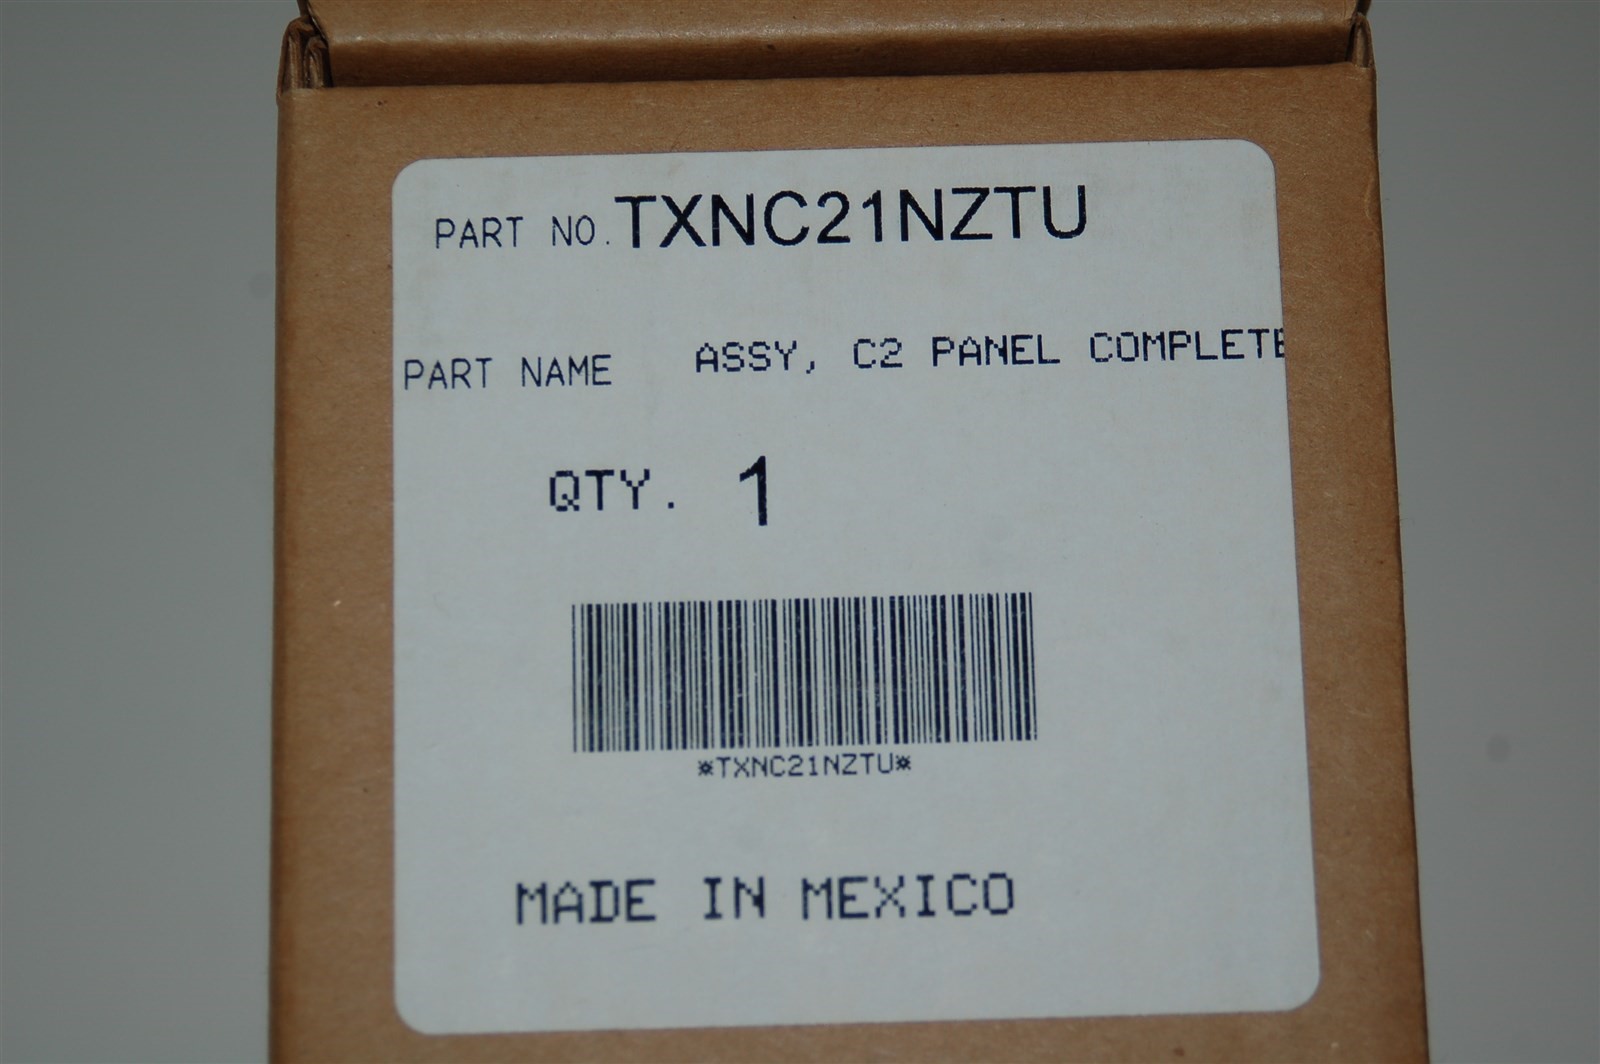 PART NO. TXNC21NZTU
PART NAME ASSY, C2 PANEL COMPLETE
QTY. 1
*TXNC21NZTU*
MADE IN MEXICO